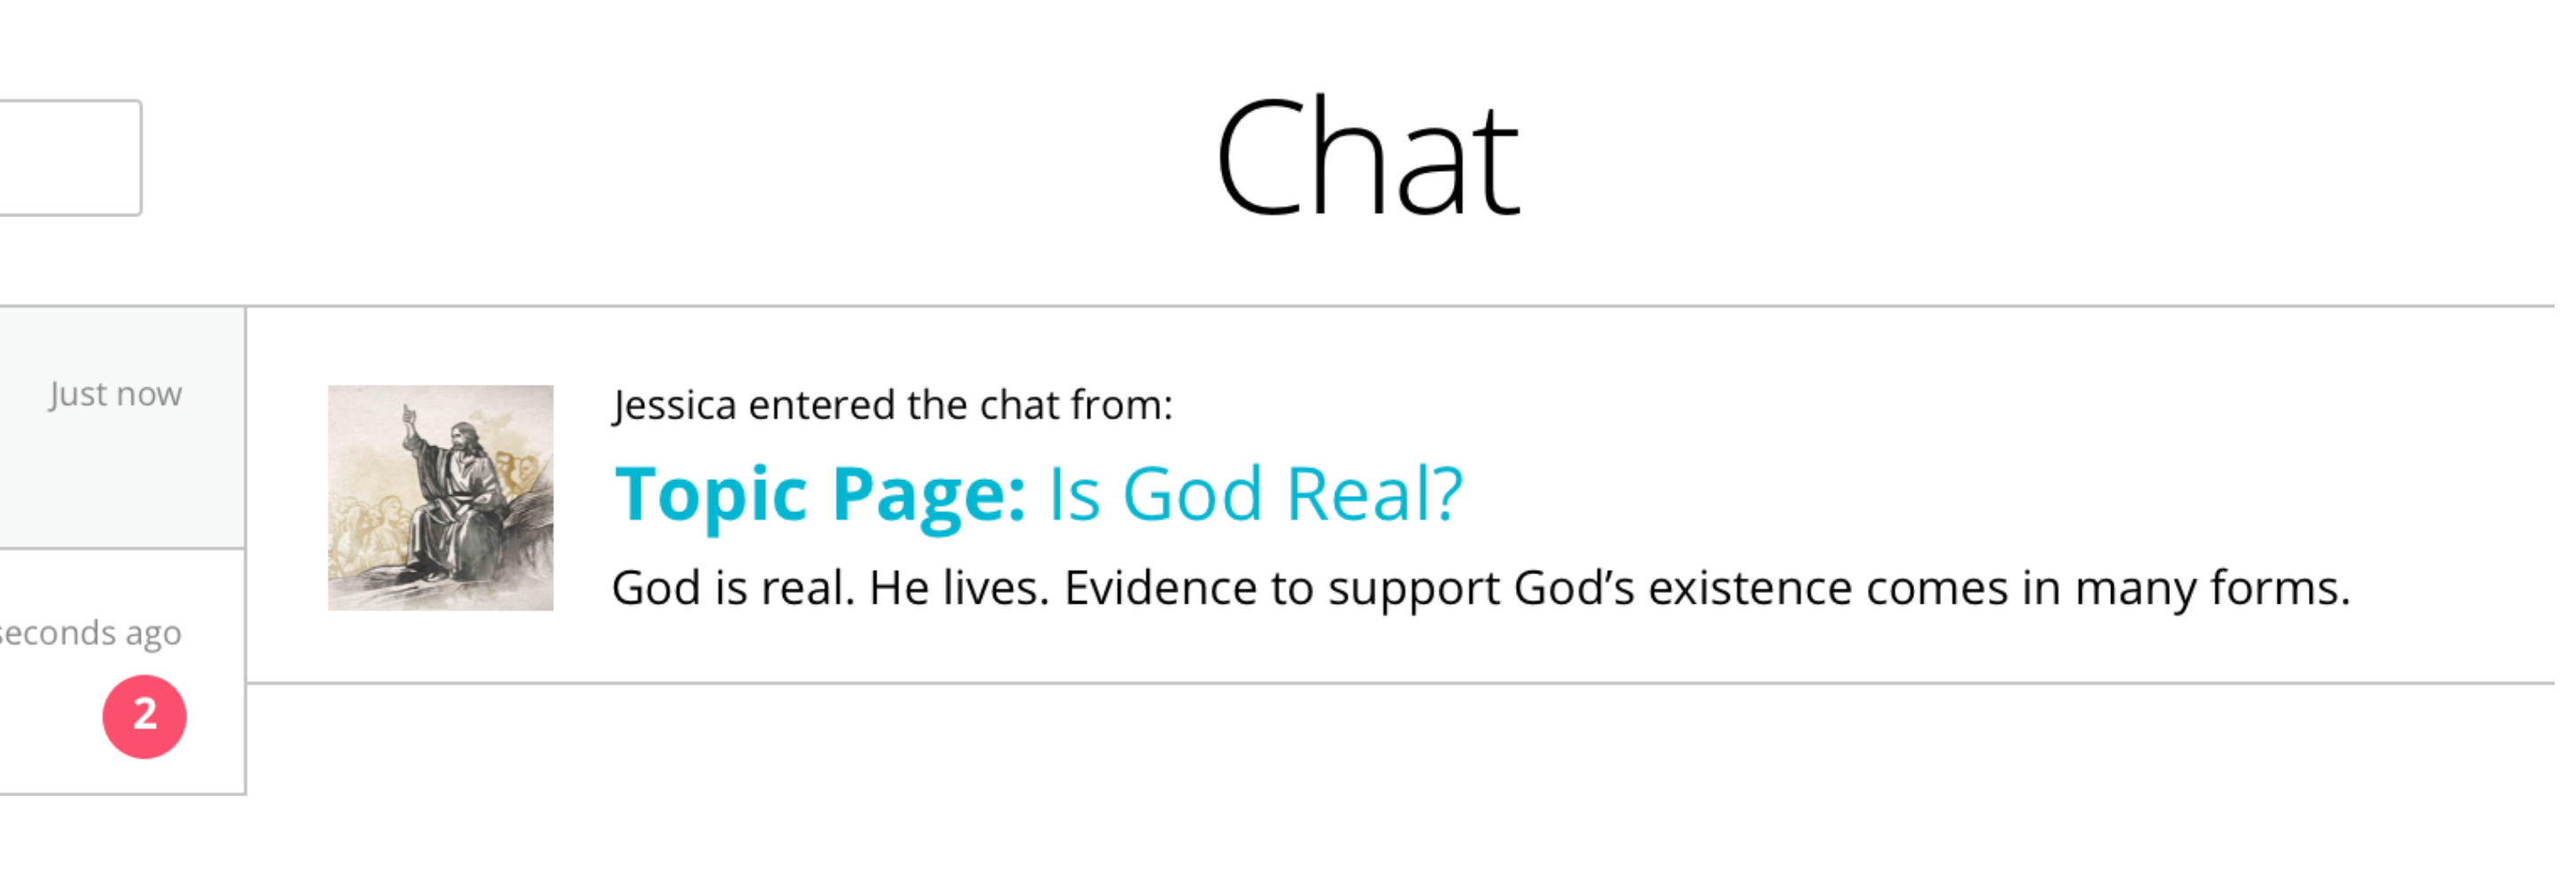 Chat
Just now
Jessica entered the chat from:
Topic Page: Is God Real?
God is real. He lives. Evidence to support God’s existence comes in many forms.
seconds ago
2